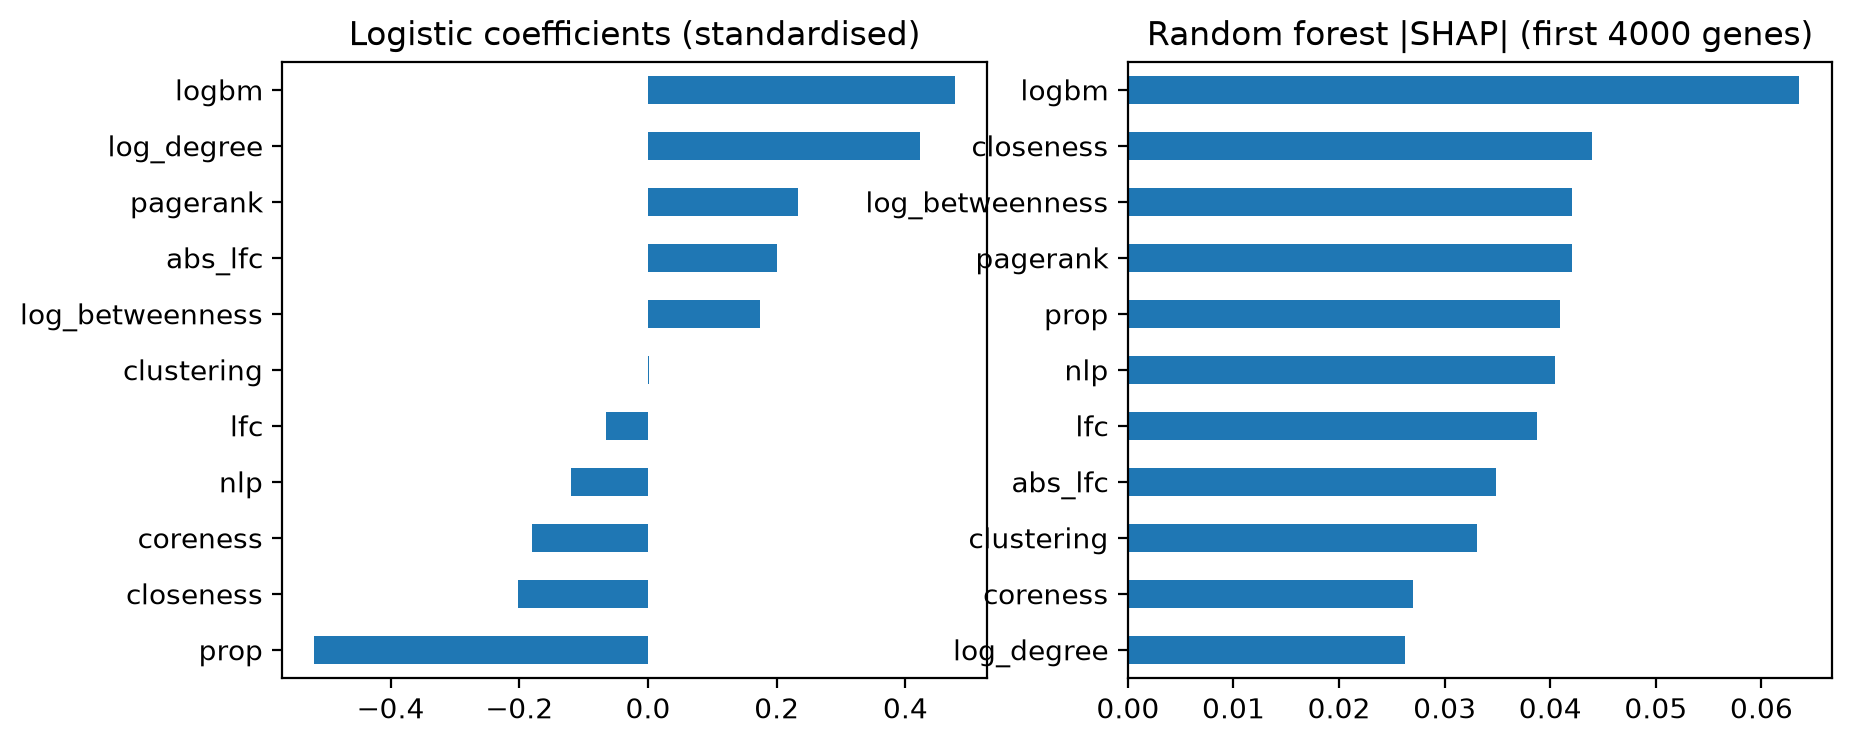 Logistic coefficients (standardised)
logbm
log_degree
pagerank
abs_lfc
log_betweenness
clustering
lfc
nlp
coreness
closeness
prop
−0.4 −0.2 0.0 0.2 0.4
Random forest |SHAP| (first 4000 genes)
logbm
closeness
log_betweenness
pagerank
prop
nlp
lfc
abs_lfc
clustering
coreness
log_degree
0.00 0.01 0.02 0.03 0.04 0.05 0.06